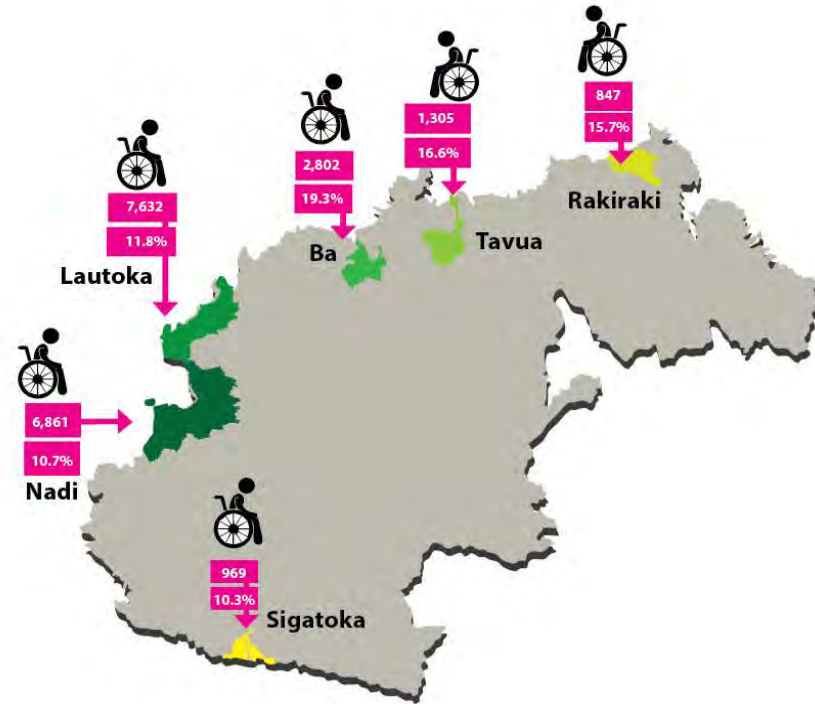 847
15.7%
Rakiraki
1,305
16.6%
Tavua
2,802
19.3%
Ba
7,632
11.8%
Lautoka
6,861
10.7%
Nadi
969
10.3%
Sigatoka